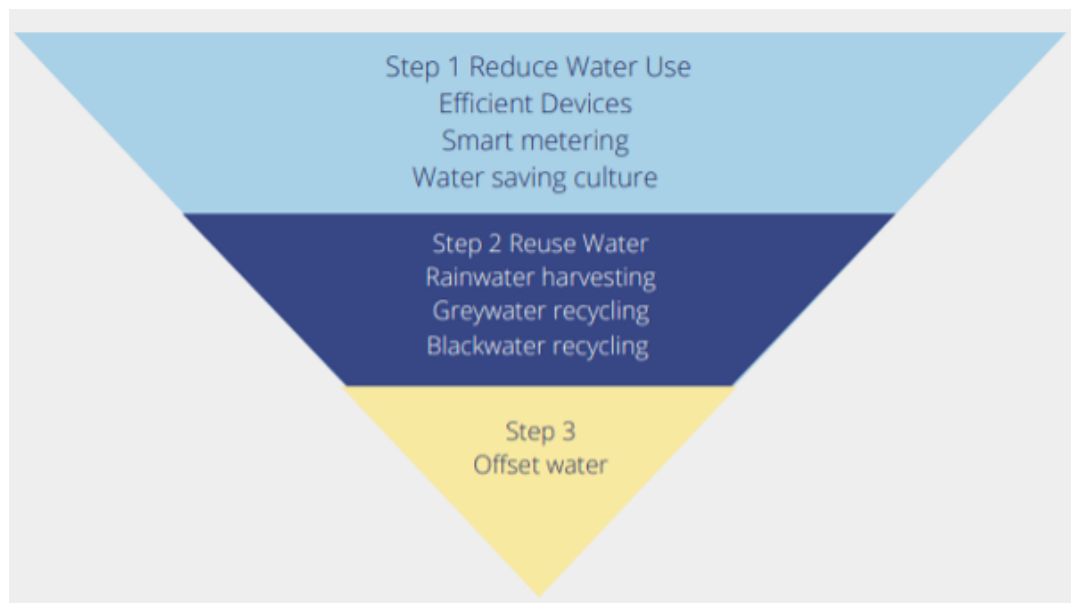 Step 1 Reduce Water Use
Efficient Devices
Smart metering
Water saving culture
Step 2 Reuse Water
Rainwater harvesting
Greywater recycling
Blackwater recycling
Step 3
Offset water